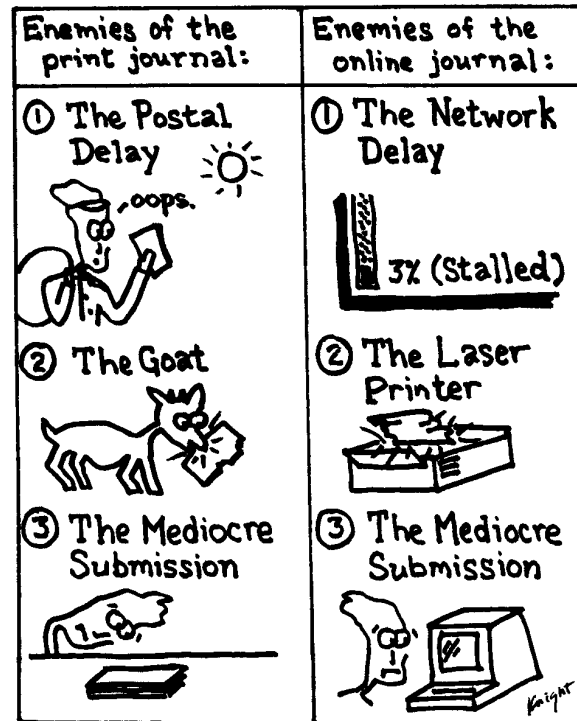 Enemies of the
print journal:
① The Postal
Delay
oops.
② The Goat
③ The Mediocre
Submission
Enemies of the
online journal:
① The Network
Delay
3% (Stalled)
② The Laser
Printer
③ The Mediocre
Submission
Knight